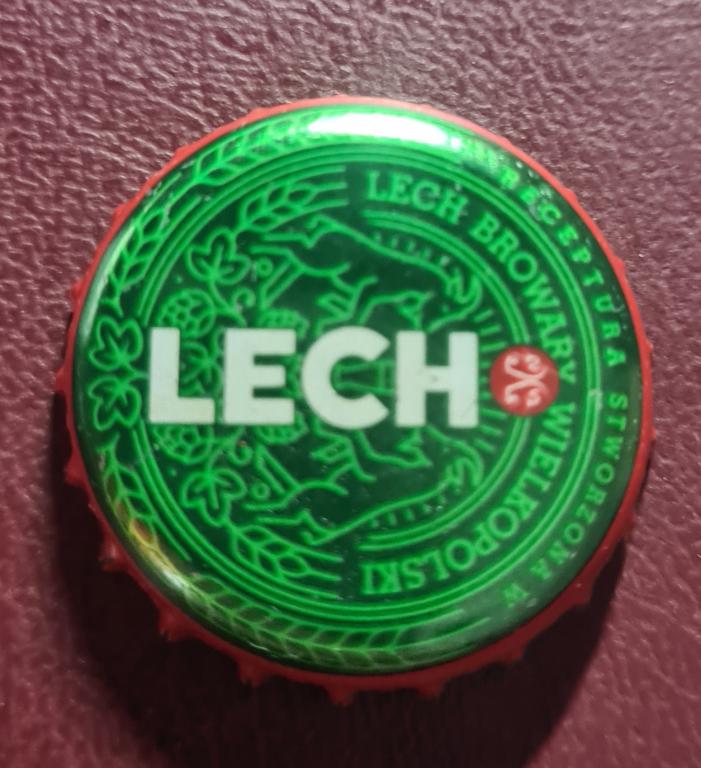 RECEPTURA STWORZONA W
LECH BROWARY WIELKOPOLSKI
LECH